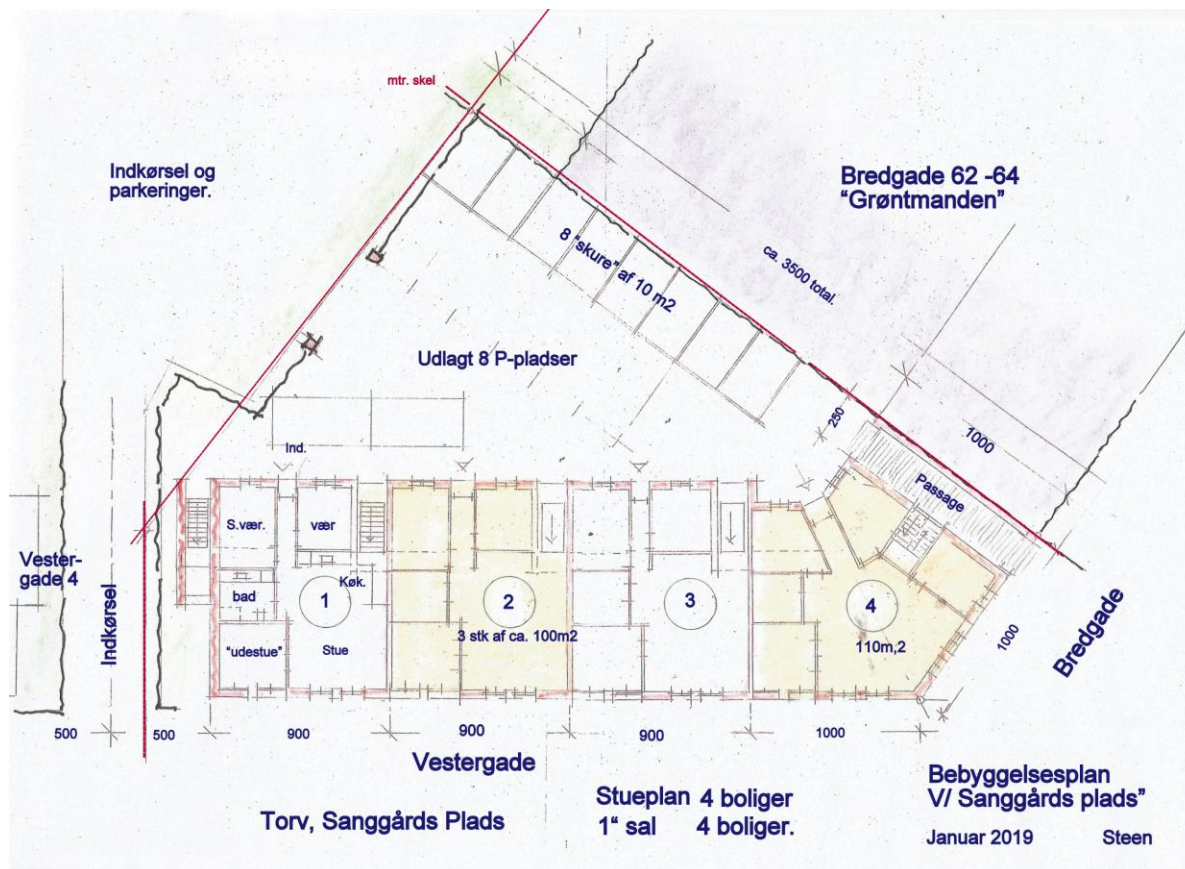 mtr. skel
Indkørsel og
parkeringer.
Bredgade 62 -64
"Grøntmanden"
8 "skure" af 10 m2
ca. 3500 total.
Udlagt 8 P-pladser
250
1000
Ind.
Passage
S.vær.
vær
Vester-
gade 4
Køk.
bad
1
2
3
4
3 stk af ca. 100m2
110m,2
"udestue"
Stue
Indkørsel
1000
Bredgade
500
500
900
900
900
1000
Vestergade
Torv, Sanggårds Plads
Stueplan 4 boliger
1" sal 4 boliger.
Bebyggelsesplan
V/ Sanggårds plads"
Januar 2019 Steen